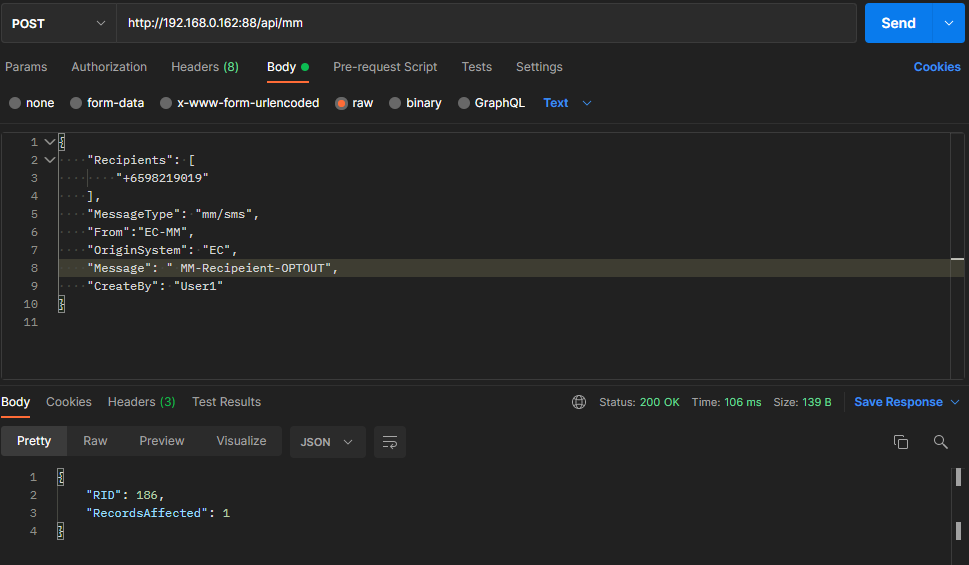 POST http://192.168.0.162:88/api/mm Send
Params Authorization Headers (8) Body Pre-request Script Tests Settings Cookies
none form-data x-www-form-urlencoded raw binary GraphQL Text
1 {
2 "Recipients": [
3 "+6598219019"
4 ],
5 "MessageType": "mm/sms",
6 "From":"EC-MM",
7 "OriginSystem": "EC",
8 "Message": " MM-Recipeient-OPTOUT",
9 "CreateBy": "User1"
10 }
11
Body Cookies Headers (3) Test Results Status: 200 OK Time: 106 ms Size: 139 B Save Response
Pretty Raw Preview Visualize JSON
1 {
2 "RID": 186,
3 "RecordsAffected": 1
4 }